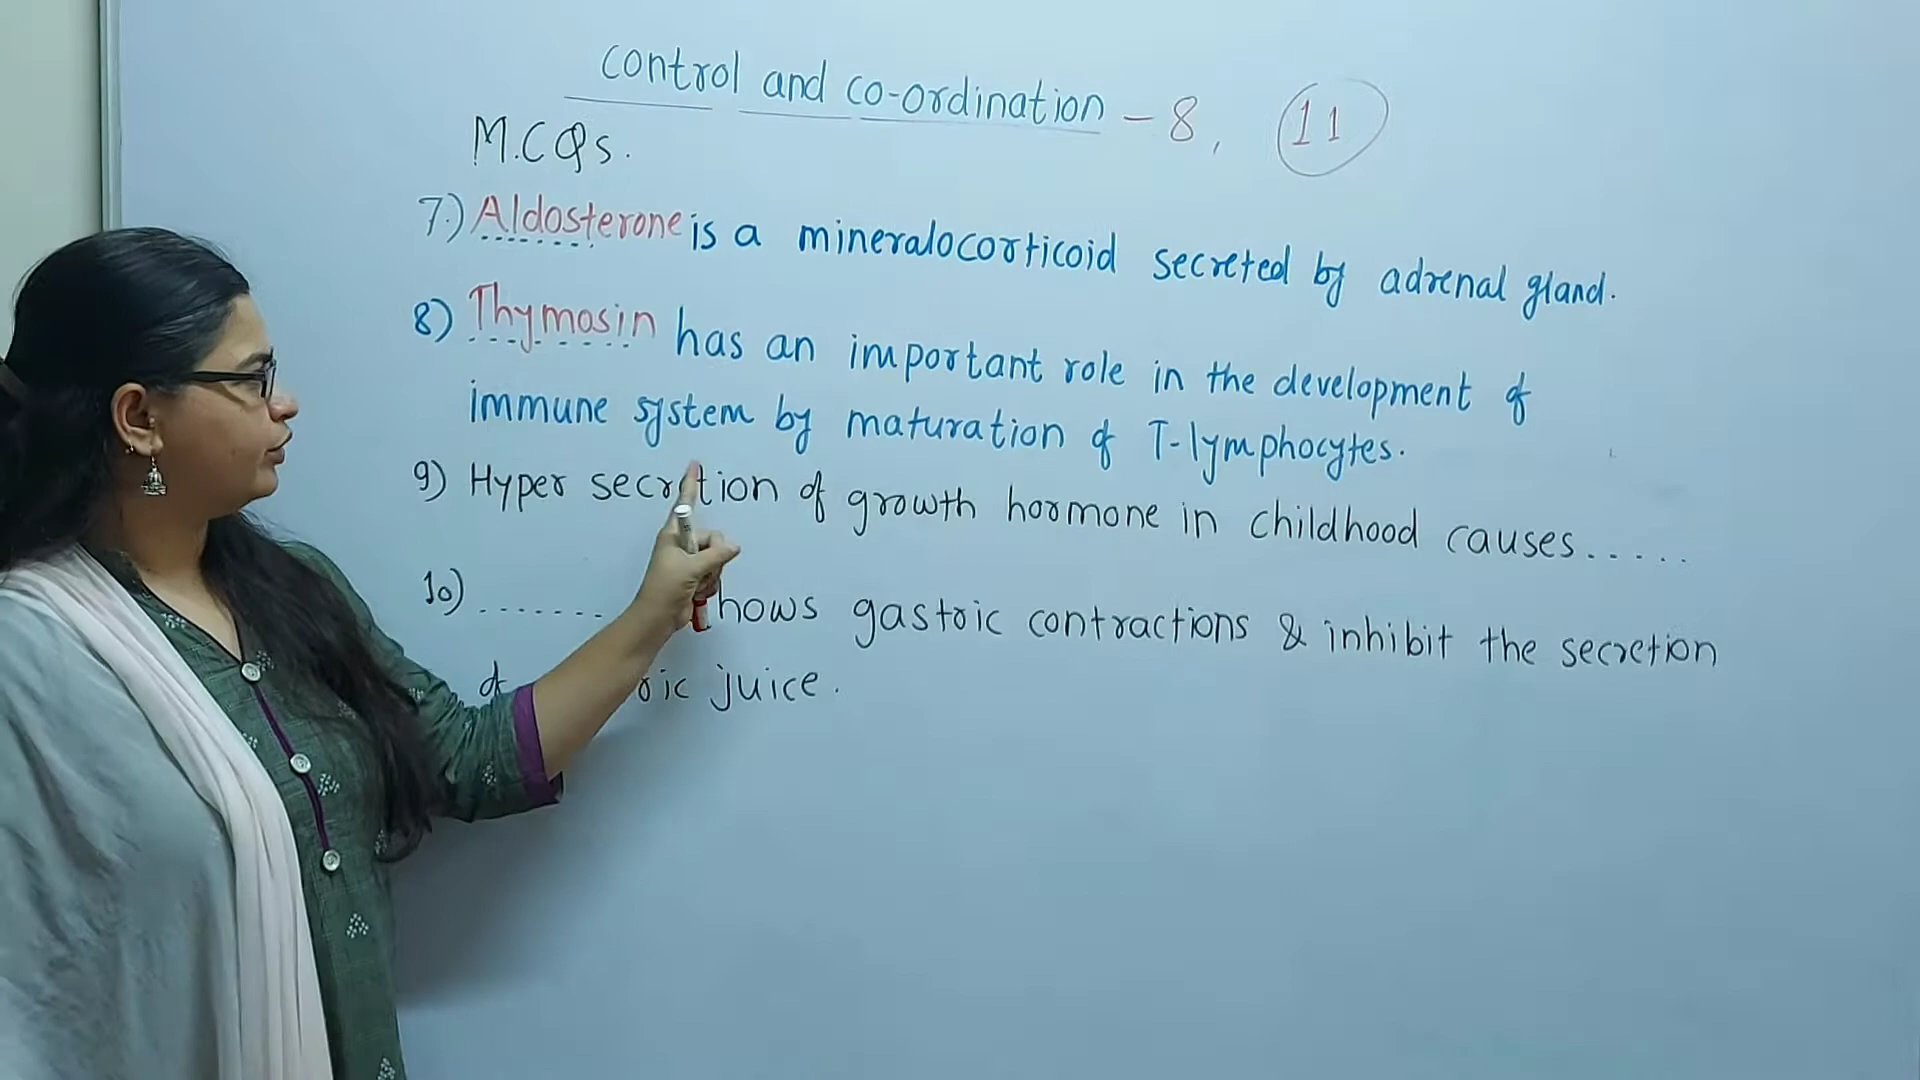 control and co-ordination - 8, 11
M.C.Qs.
7.) Aldosterone is a mineralocorticoid secreted by adrenal gland.
8) Thymosin has an important role in the development of
immune system by maturation of T-lymphocytes.
9) Hyper secretion of growth hormone in childhood causes.....
10) ....... gastric contractions & inhibit the secretion
of juice.